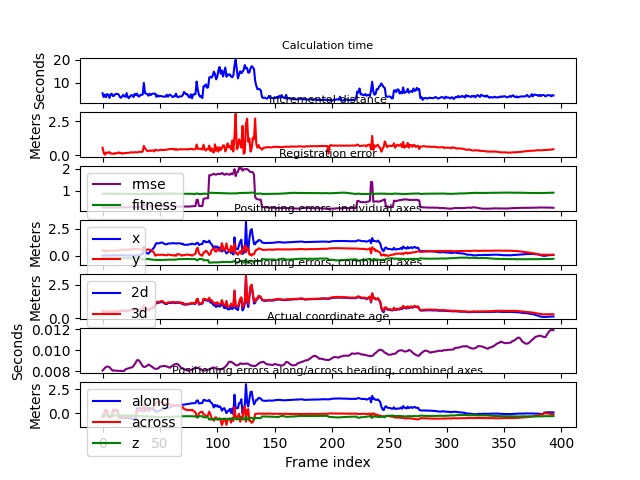 Calculation time
20
10
Seconds
Incremental distance
2.5
0.0
Meters
Registration error
2
1
rmse
fitness
Positioning errors, individual axes
2.5
0.0
Meters
x
y
Positioning errors, combined axes
2.5
0.0
Meters
2d
3d
Actual coordinate age
0.012
0.010
0.008
Seconds
Positioning errors along/across heading, combined axes
2.5
0.0
Meters
along
across
z
0 50 100 150 200 250 300 350 400
Frame index